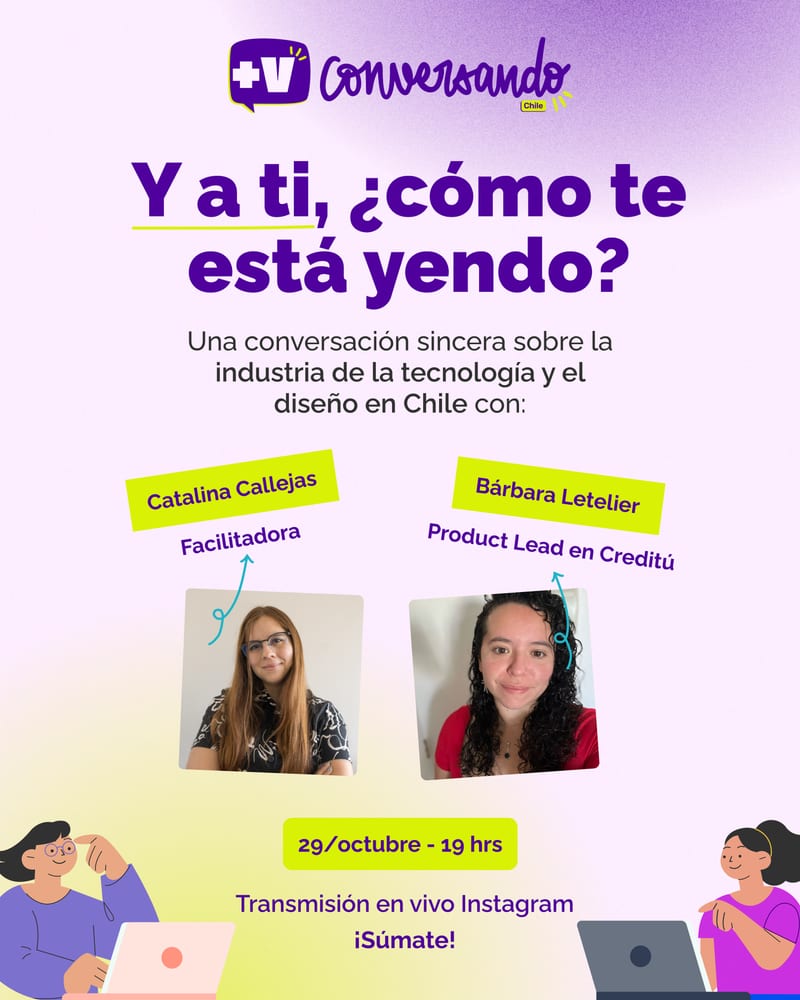 +V conversando
Chile
Y a ti, ¿cómo te
está yendo?
Una conversación sincera sobre la
industria de la tecnología y el
diseño en Chile con:
Catalina Callejas
Facilitadora
Bárbara Letelier
Product Lead en Creditú
29/octubre - 19 hrs
Transmisión en vivo Instagram
¡Súmate!